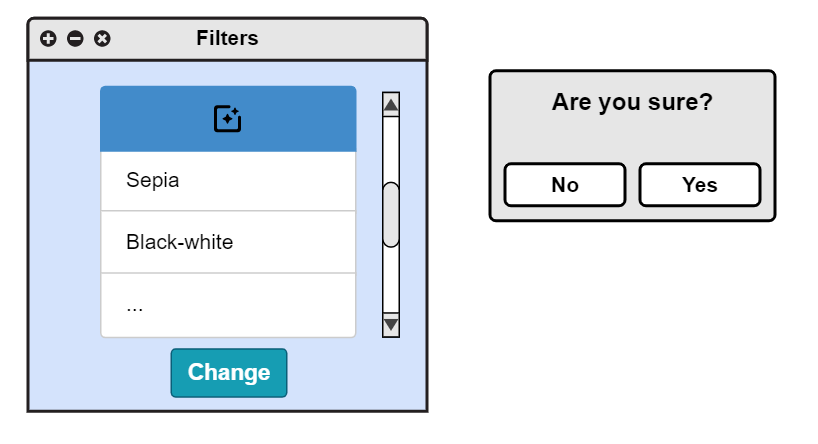 Filters
Sepia
Black-white
...
Change
Are you sure?
No Yes